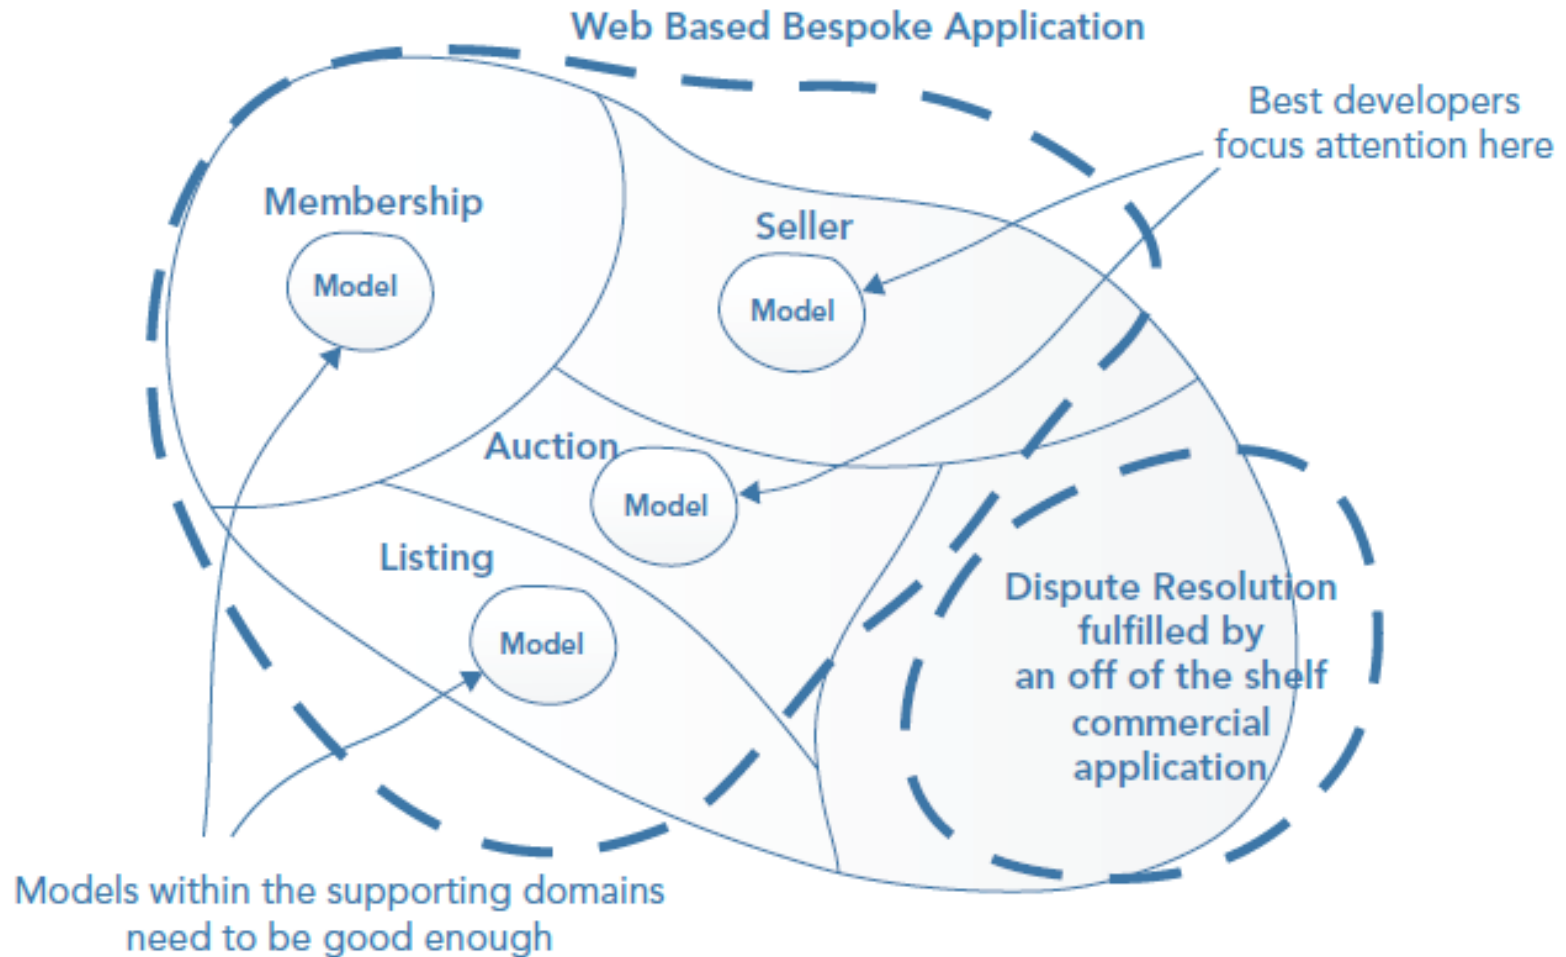 Web Based Bespoke Application
Best developers
focus attention here
Membership
Model
Seller
Model
Auction
Model
Listing
Model
Dispute Resolution
fulfilled by
an off of the shelf
commercial
application
Models within the supporting domains
need to be good enough